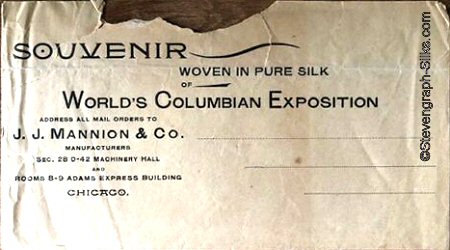 SOUVENIR
WOVEN IN PURE SILK
OF
WORLD'S COLUMBIAN EXPOSITION
ADDRESS ALL MAIL ORDERS TO
J. J. MANNION & CO.
MANUFACTURERS
SEC. 28 O-42 MACHINERY HALL
AND
ROOMS 8-9 ADAMS EXPRESS BUILDING
CHICAGO.
©Stevengraph-Silks.com